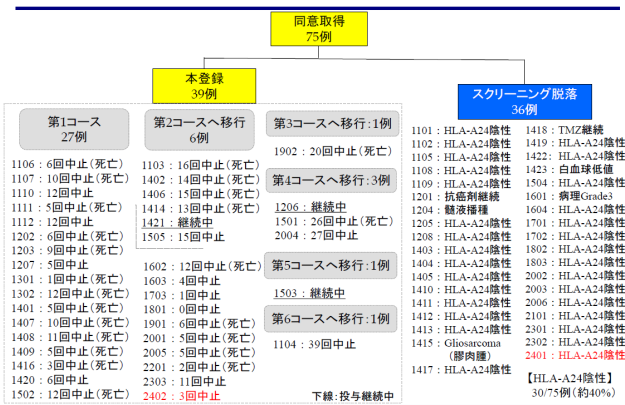 同意取得
75例
本登録
39例
スクリーニング脱落
36例
第1コース
27例
1106：6回中止(死亡)
1107：10回中止(死亡)
1110：12回中止
1111：5回中止(死亡)
1112：12回中止
1202：6回中止(死亡)
1203：9回中止(死亡)
1207：5回中止
1301：1回中止(死亡)
1302：12回中止(死亡)
1401：5回中止(死亡)
1407：10回中止(死亡)
1408：11回中止(死亡)
1409：5回中止(死亡)
1416：3回中止(死亡)
1420：6回中止
1502：12回中止(死亡)
第2コースへ移行
6例
1103：16回中止(死亡)
1402：14回中止(死亡)
1406：15回中止(死亡)
1414：13回中止(死亡)
1421：継続中
1505：15回中止
1602：12回中止(死亡)
1603：4回中止
1703：1回中止
1801：0回中止
1901：6回中止(死亡)
2001：5回中止(死亡)
2005：5回中止(死亡)
2201：2回中止(死亡)
2303：11回中止
2402：3回中止
第3コースへ移行：1例
1902：20回中止(死亡)
第4コースへ移行：3例
1206：継続中
1501：26回中止(死亡)
2004：27回中止
第5コースへ移行：1例
1503：継続中
第6コースへ移行：1例
1104：39回中止
下線：投与継続中
1101：HLA-A24陰性
1102：HLA-A24陰性
1105：HLA-A24陰性
1108：HLA-A24陰性
1109：HLA-A24陰性
1201：抗癌剤継続
1204：髄液播種
1205：HLA-A24陰性
1208：HLA-A24陰性
1403：HLA-A24陰性
1404：HLA-A24陰性
1405：HLA-A24陰性
1410：HLA-A24陰性
1411：HLA-A24陰性
1412：HLA-A24陰性
1413：HLA-A24陰性
1415：Gliosarcoma
(膠肉腫)
1417：HLA-A24陰性
1418：TMZ継続
1419：HLA-A24陰性
1422：HLA-A24陰性
1423：白血球低値
1504：HLA-A24陰性
1601：病理Grade3
1604：HLA-A24陰性
1701：HLA-A24陰性
1702：HLA-A24陰性
1802：HLA-A24陰性
1803：HLA-A24陰性
2002：HLA-A24陰性
2003：HLA-A24陰性
2006：HLA-A24陰性
2101：HLA-A24陰性
2301：HLA-A24陰性
2302：HLA-A24陰性
2401：HLA-A24陰性
【HLA-A24陰性】
30/75例(約40%)